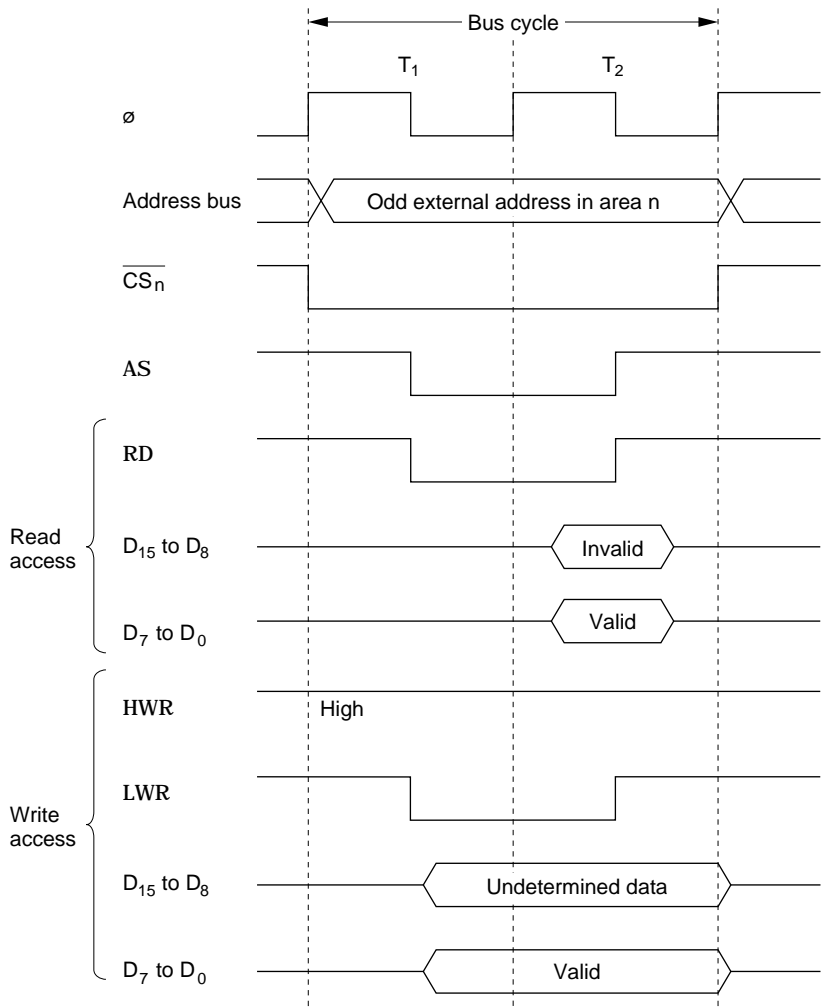 Bus cycle
T1 T2
ø
Address bus Odd external address in area n
CSn
AS
RD
Read access
D15 to D8 Invalid
D7 to D0 Valid
HWR High
LWR
Write access
D15 to D8 Undetermined data
D7 to D0 Valid